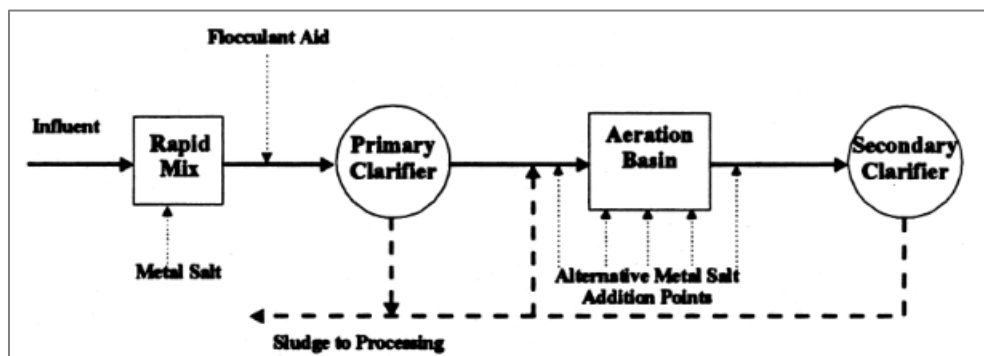 Flocculant Aid
Influent
Rapid
Mix
Primary
Clarifier
Aeration
Basin
Secondary
Clarifier
Metal Salt
Alternative Metal Salt
Addition Points
Sludge to Processing